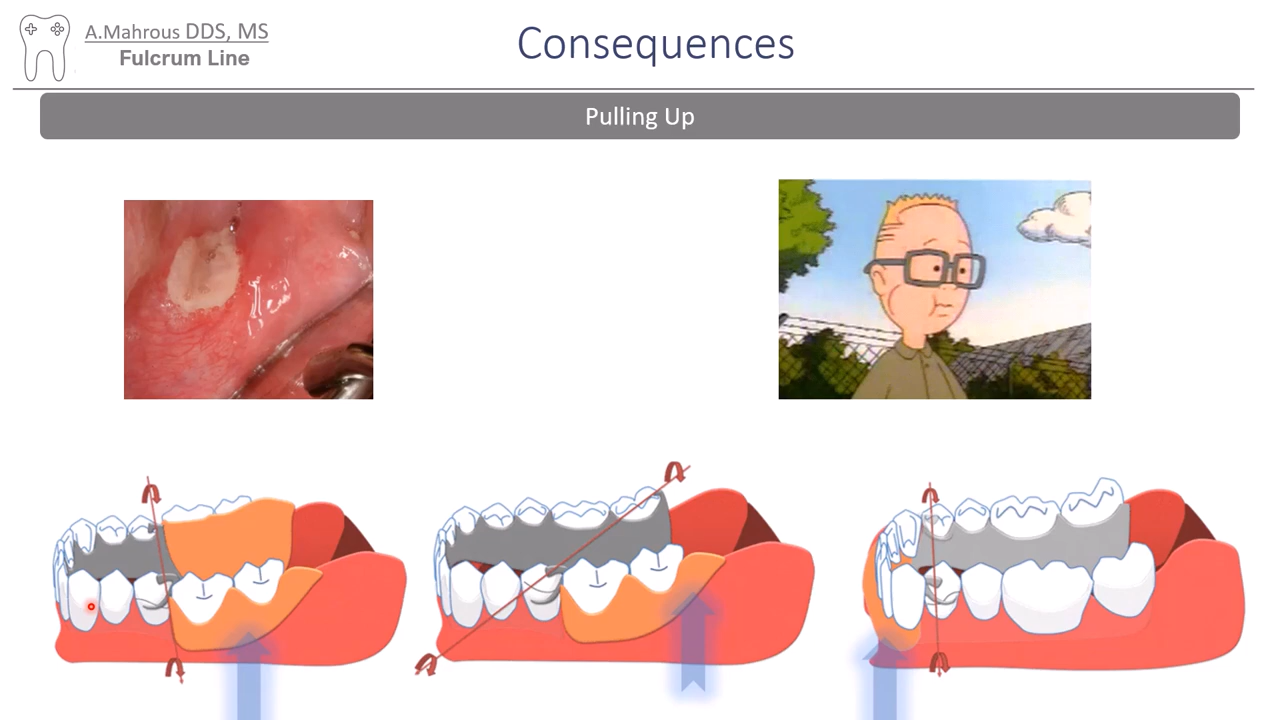 A.Mahrous DDS, MS
Fulcrum Line
Consequences
Pulling Up